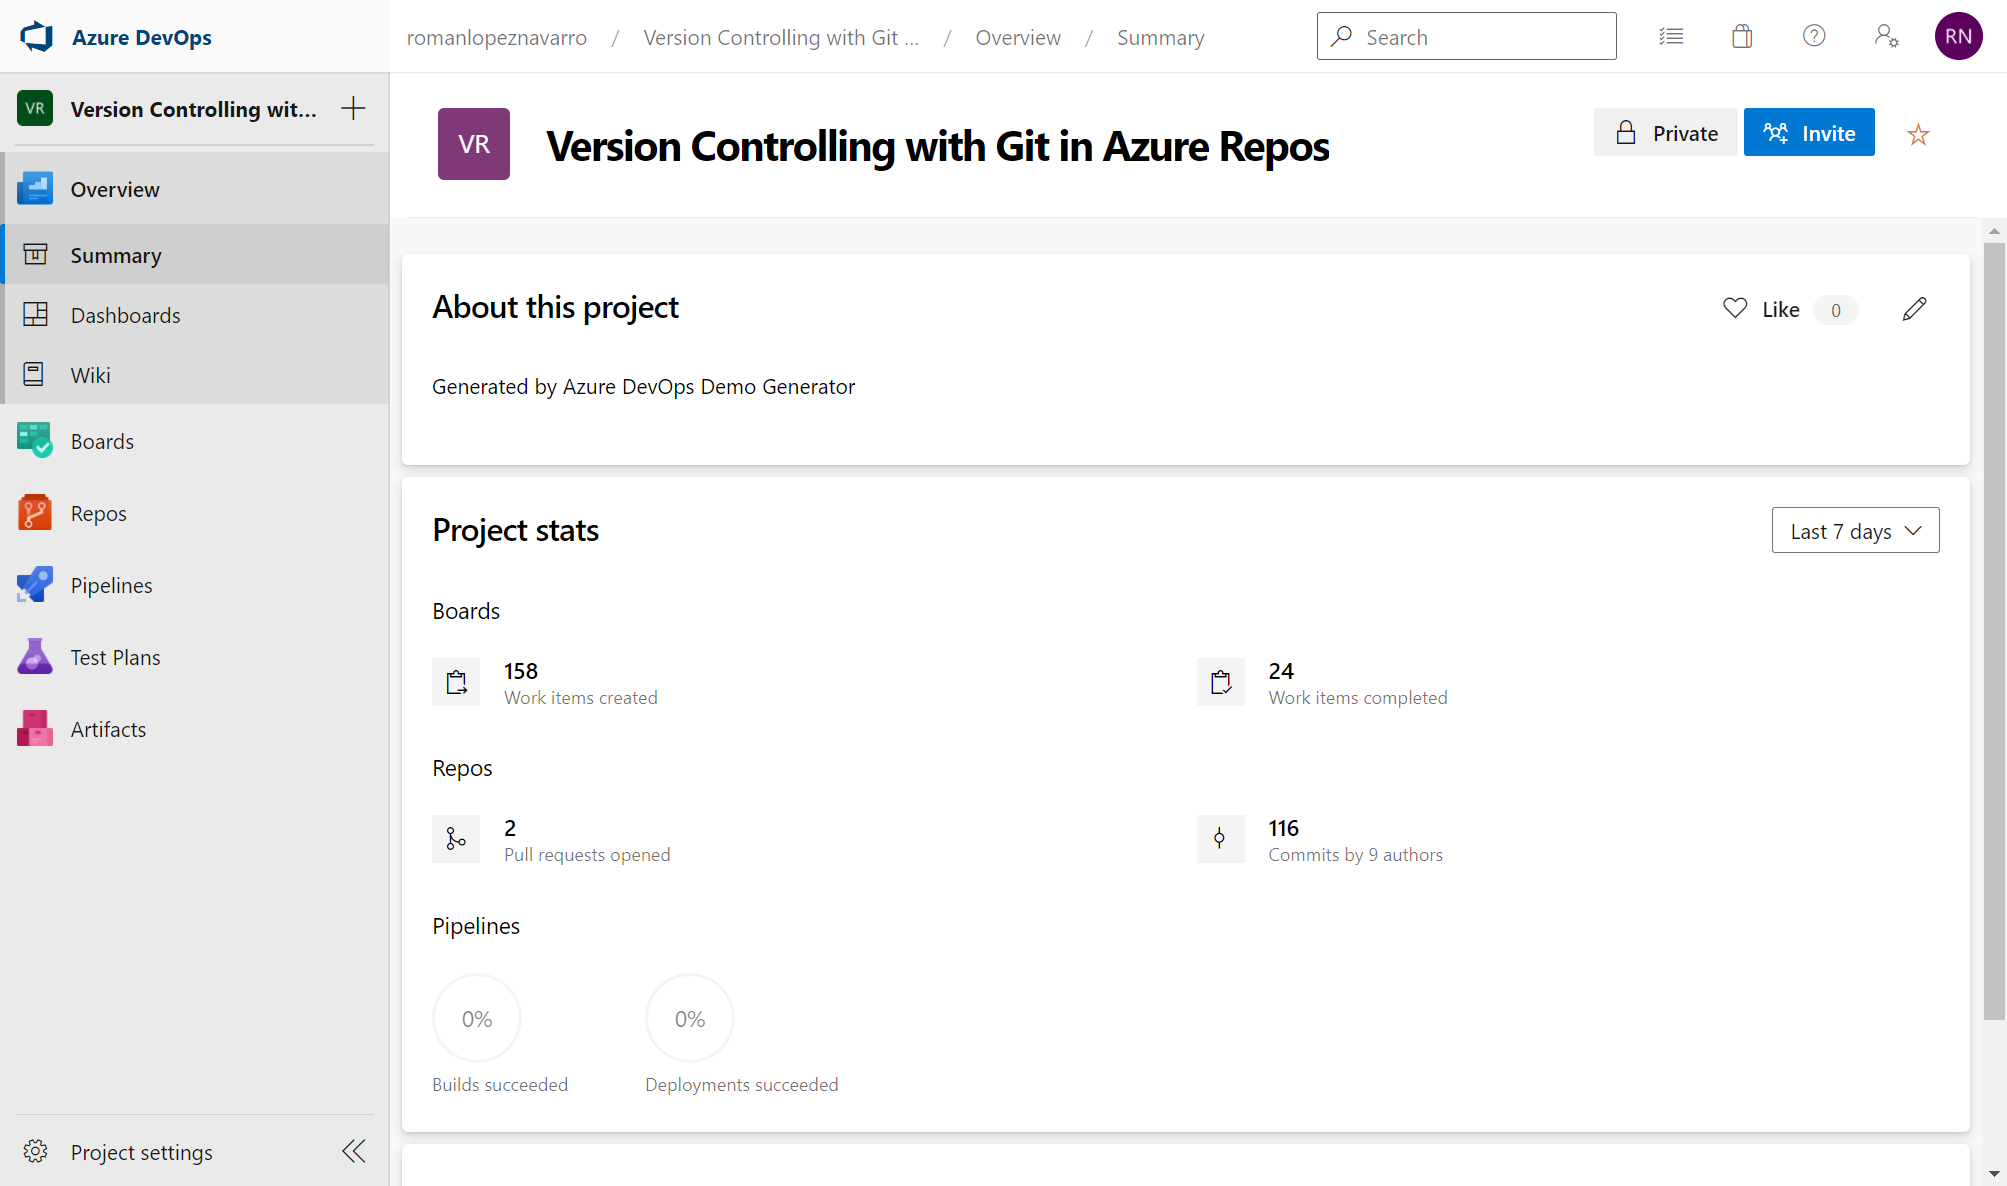 Azure DevOps
romanlopeznavarro / Version Controlling with Git ... / Overview / Summary
Search
RN
VR Version Controlling wit...
Overview
Summary
Dashboards
Wiki
Boards
Repos
Pipelines
Test Plans
Artifacts
Project settings
VR Version Controlling with Git in Azure Repos
Private
Invite
About this project
Like 0
Generated by Azure DevOps Demo Generator
Project stats
Last 7 days
Boards
158
Work items created
24
Work items completed
Repos
2
Pull requests opened
116
Commits by 9 authors
Pipelines
0%
Builds succeeded
0%
Deployments succeeded